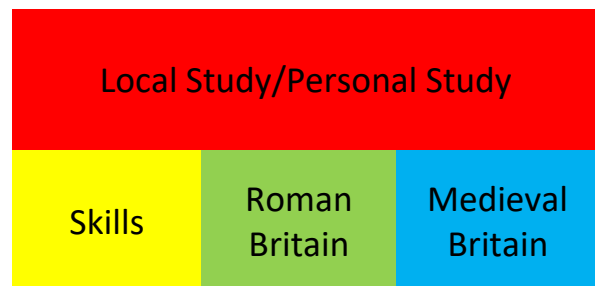 Local Study/Personal Study
Skills
Roman
Britain
Medieval
Britain